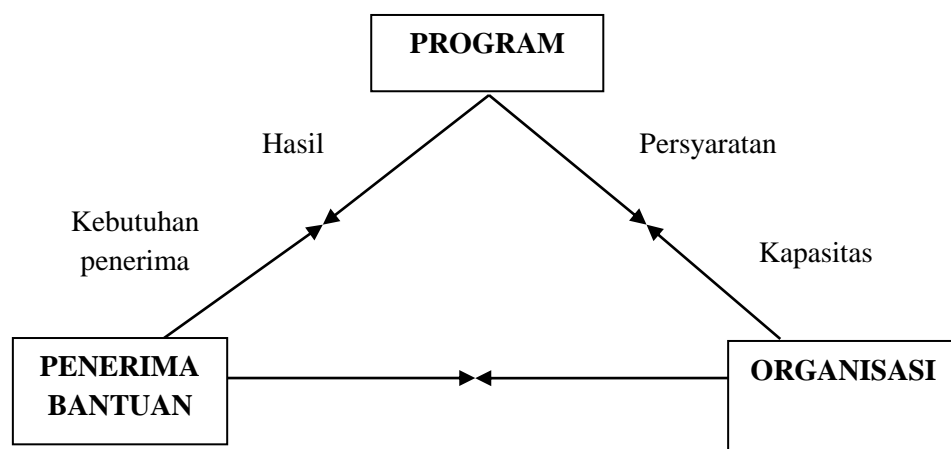 PROGRAM
Hasil
Persyaratan
Kebutuhan
penerima
Kapasitas
PENERIMA
BANTUAN
ORGANISASI